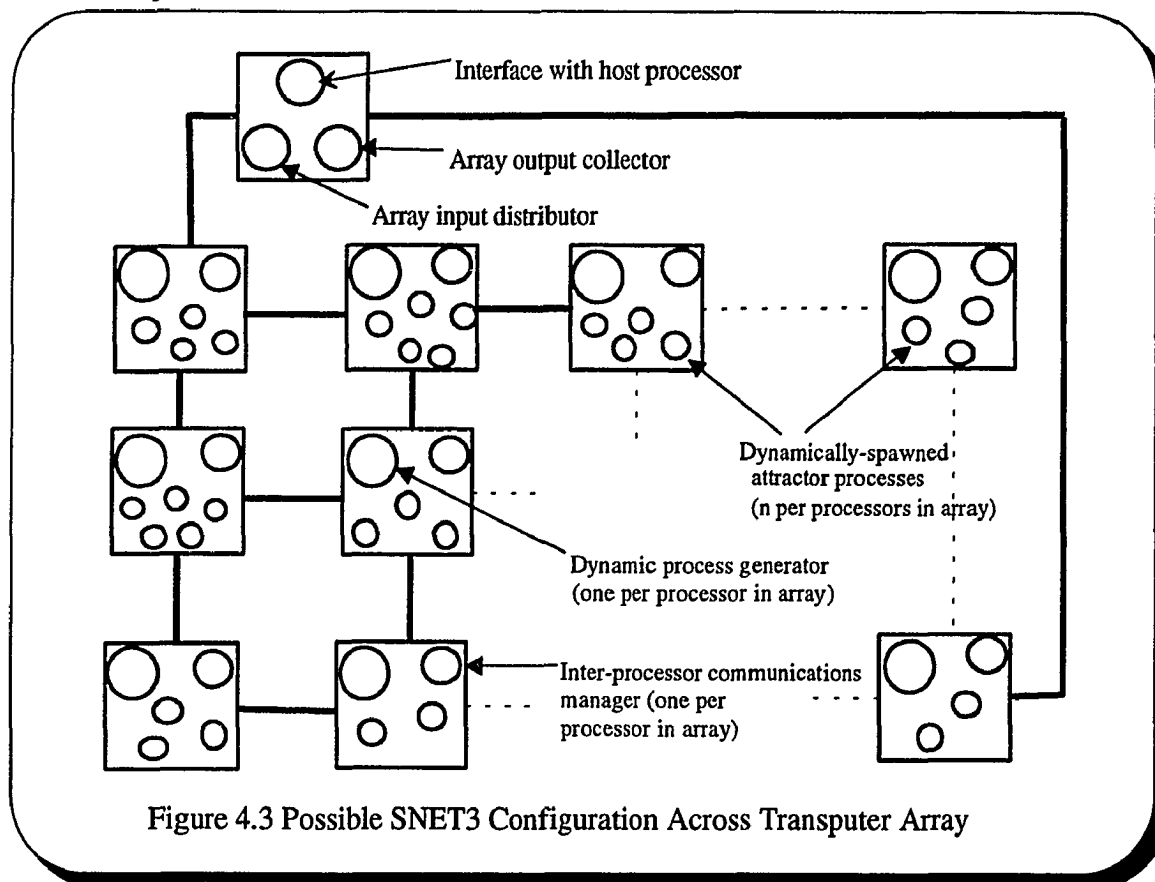 Interface with host processor
Array output collector
Array input distributor
Dynamically-spawned
attractor processes
(n per processors in array)
Dynamic process generator
(one per processor in array)
Inter-processor communications
manager (one per
processor in array)
Figure 4.3 Possible SNET3 Configuration Across Transputer Array